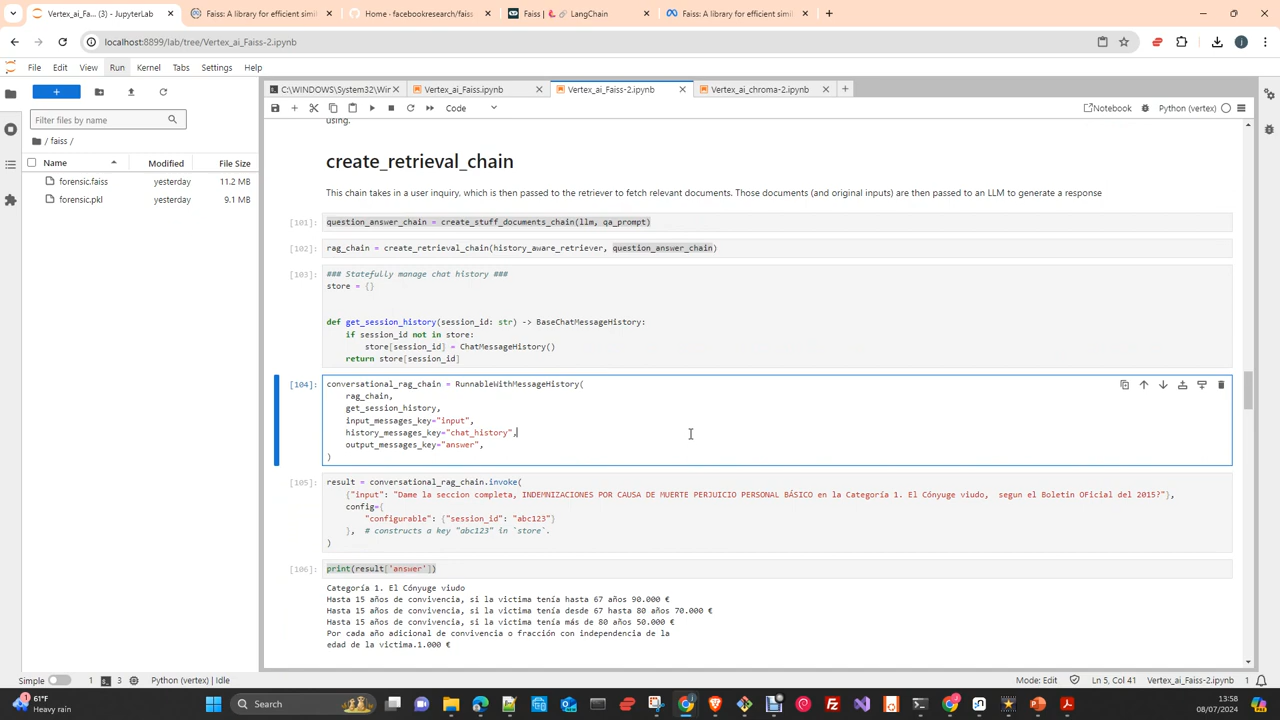 Vertex_ai_Fai... (3) - JupyterLab
Faiss: A library for efficient simil
Home · facebookresearch/faiss
Faiss | LangChain
Faiss: A library for efficient simil
localhost:8899/lab/tree/Vertex_ai_Faiss-2.ipynb
File Edit View Run Kernel Tabs Settings Help
C:\WINDOWS\System32\Wir
Vertex_ai_Faiss.ipynb
Vertex_ai_Faiss-2.ipynb
Vertex_ai_chroma-2.ipynb
Code
Notebook
Python (vertex)
Filter files by name
/ faiss /
Name Modified File Size
forensic.faiss yesterday 11.2 MB
forensic.pkl yesterday 9.1 MB
using.
create_retrieval_chain
This chain takes in a user inquiry, which is then passed to the retriever to fetch relevant documents. Those documents (and original inputs) are then passed to an LLM to generate a response
[101]: question_answer_chain = create_stuff_documents_chain(llm, qa_prompt)
[102]: rag_chain = create_retrieval_chain(history_aware_retriever, question_answer_chain)
[103]: ### Statefully manage chat history ###
store = {}
def get_session_history(session_id: str) -> BaseChatMessageHistory:
if session_id not in store:
store[session_id] = ChatMessageHistory()
return store[session_id]
[104]: conversational_rag_chain = RunnableWithMessageHistory(
rag_chain,
get_session_history,
input_messages_key="input",
history_messages_key="chat_history",
output_messages_key="answer",
)
[105]: result = conversational_rag_chain.invoke(
{"input": "Dame la seccion completa, INDEMNIZACIONES POR CAUSA DE MUERTE PERJUICIO PERSONAL BÁSICO en la Categoría 1. El Cónyuge viudo,  segun el Boletin OFicial del 2015?"},
config={
"configurable": {"session_id": "abc123"}
},  # constructs a key "abc123" in `store`.
)
[106]: print(result['answer'])
Categoría 1. El Cónyuge viudo
Hasta 15 años de convivencia, si la victima tenía hasta 67 años 90.000 €
Hasta 15 años de convivencia, si la victima tenía desde 67 hasta 80 años 70.000 €
Hasta 15 años de convivencia, si la victima tenía más de 80 años 50.000 €
Por cada año adicional de convivencia o fracción con independencia de la
edad de la victima.1.000 €
Simple 1 3 Python (vertex) | Idle
Mode: Edit Ln 5, Col 41 Vertex_ai_Faiss-2.ipynb 1
61°F
Heavy rain
Search
13:58
08/07/2024